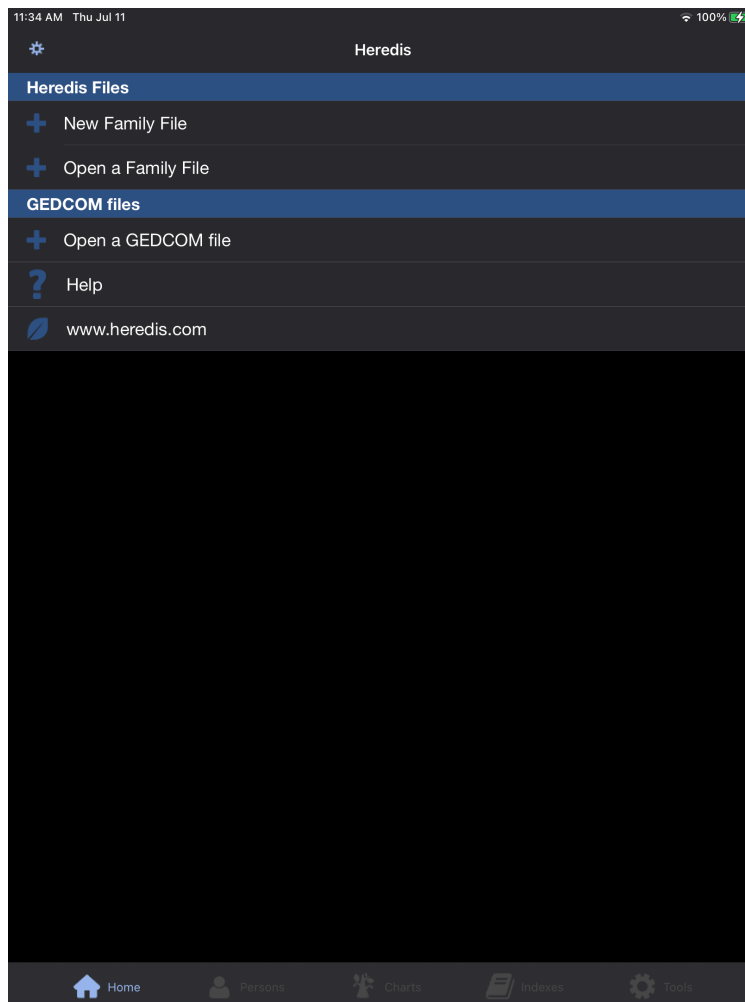 11:34 AM Thu Jul 11 100%
Heredis
Heredis Files
New Family File
Open a Family File
GEDCOM files
Open a GEDCOM file
Help
www.heredis.com
Home Persons Charts Indexes Tools